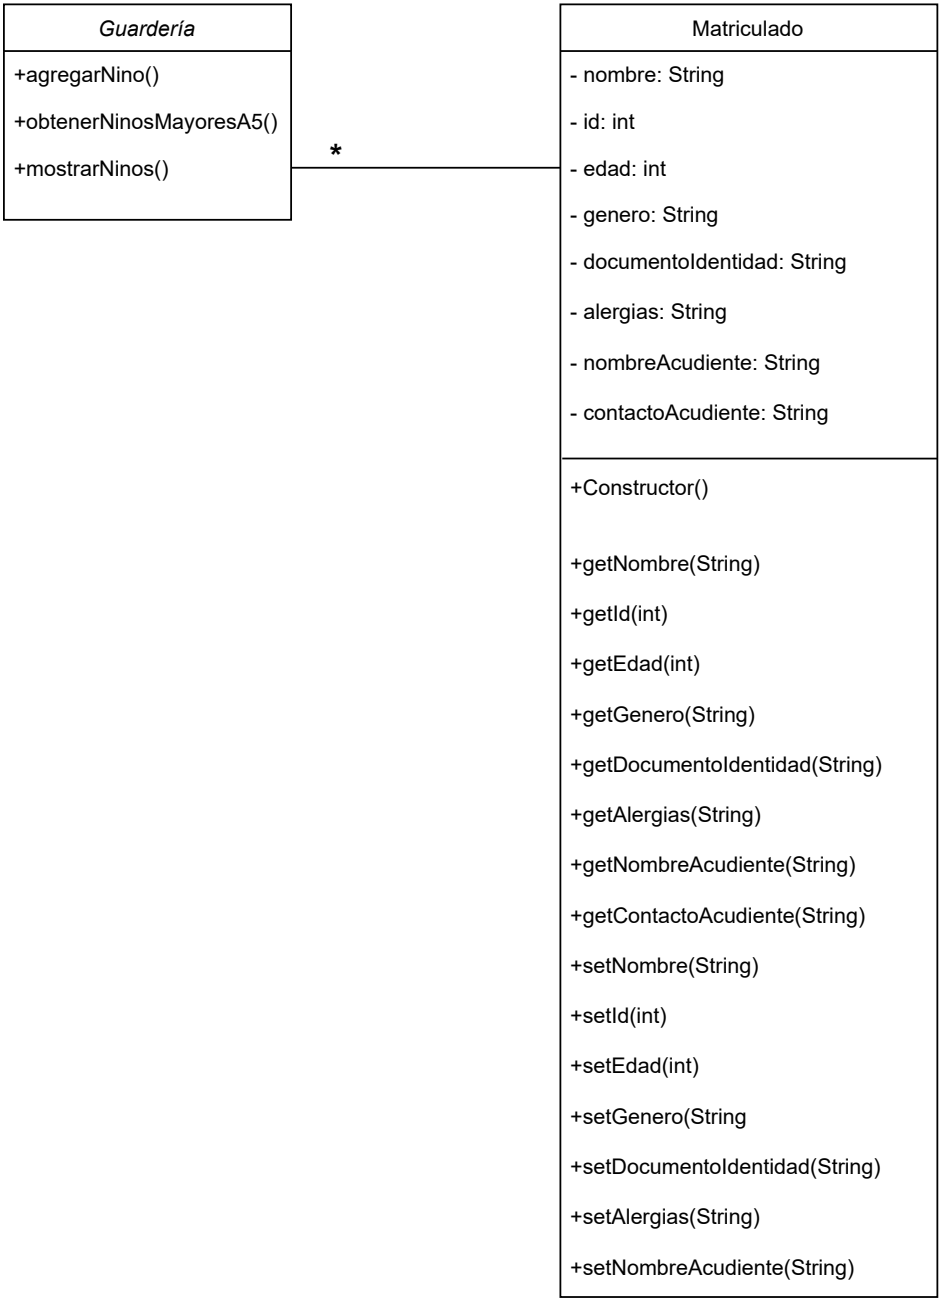 Guardería
+agregarNino()
+obtenerNinosMayoresA5()
+mostrarNinos()
*
Matriculado
- nombre: String
- id: int
- edad: int
- genero: String
- documentoIdentidad: String
- alergias: String
- nombreAcudiente: String
- contactoAcudiente: String
+Constructor()
+getNombre(String)
+getId(int)
+getEdad(int)
+getGenero(String)
+getDocumentoIdentidad(String)
+getAlergias(String)
+getNombreAcudiente(String)
+getContactoAcudiente(String)
+setNombre(String)
+setId(int)
+setEdad(int)
+setGenero(String
+setDocumentoIdentidad(String)
+setAlergias(String)
+setNombreAcudiente(String)